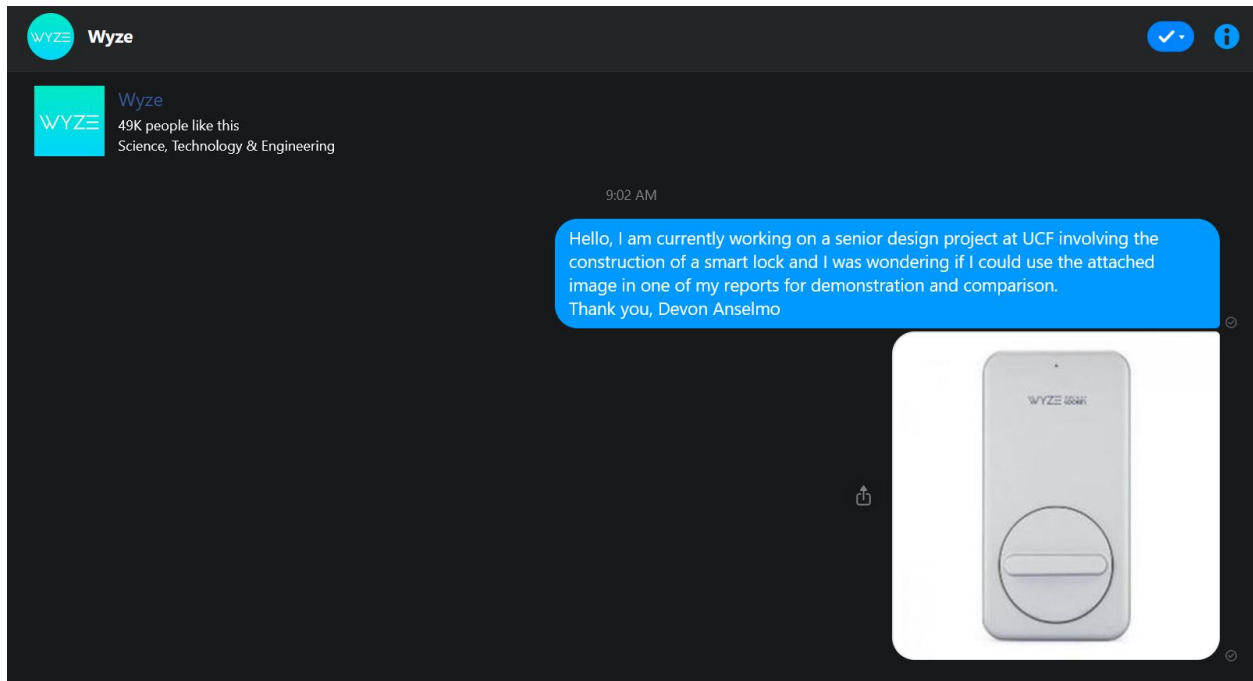 WYZE Wyze
WYZE
Wyze
49K people like this
Science, Technology & Engineering
9:02 AM
Hello, I am currently working on a senior design project at UCF involving the
construction of a smart lock and I was wondering if I could use the attached
image in one of my reports for demonstration and comparison.
Thank you, Devon Anselmo
WYZE